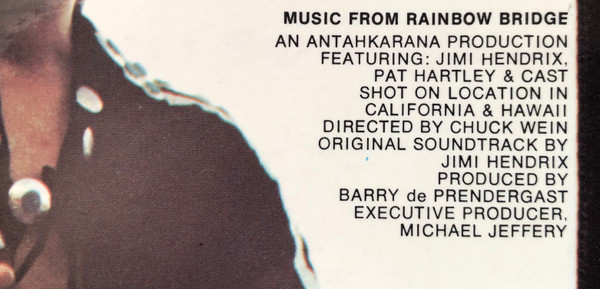 MUSIC FROM RAINBOW BRIDGE
AN ANTAHKARANA PRODUCTION
FEATURING: JIMI HENDRIX,
PAT HARTLEY & CAST
SHOT ON LOCATION IN
CALIFORNIA & HAWAII
DIRECTED BY CHUCK WEIN
ORIGINAL SOUNDTRACK BY
JIMI HENDRIX
PRODUCED BY
BARRY de PRENDERGAST
EXECUTIVE PRODUCER,
MICHAEL JEFFERY